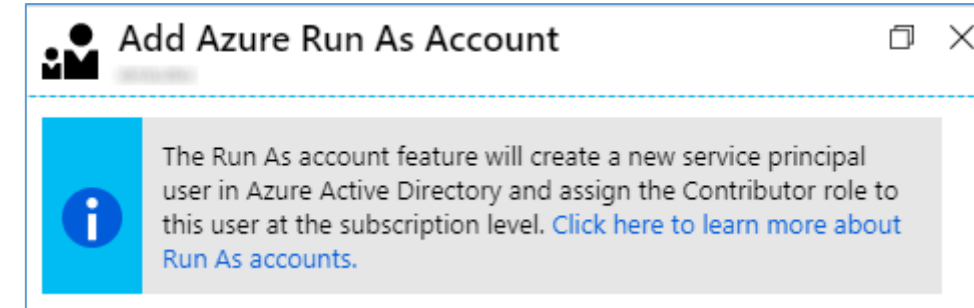 Add Azure Run As Account
The Run As account feature will create a new service principal
user in Azure Active Directory and assign the Contributor role to
this user at the subscription level. Click here to learn more about
Run As accounts.